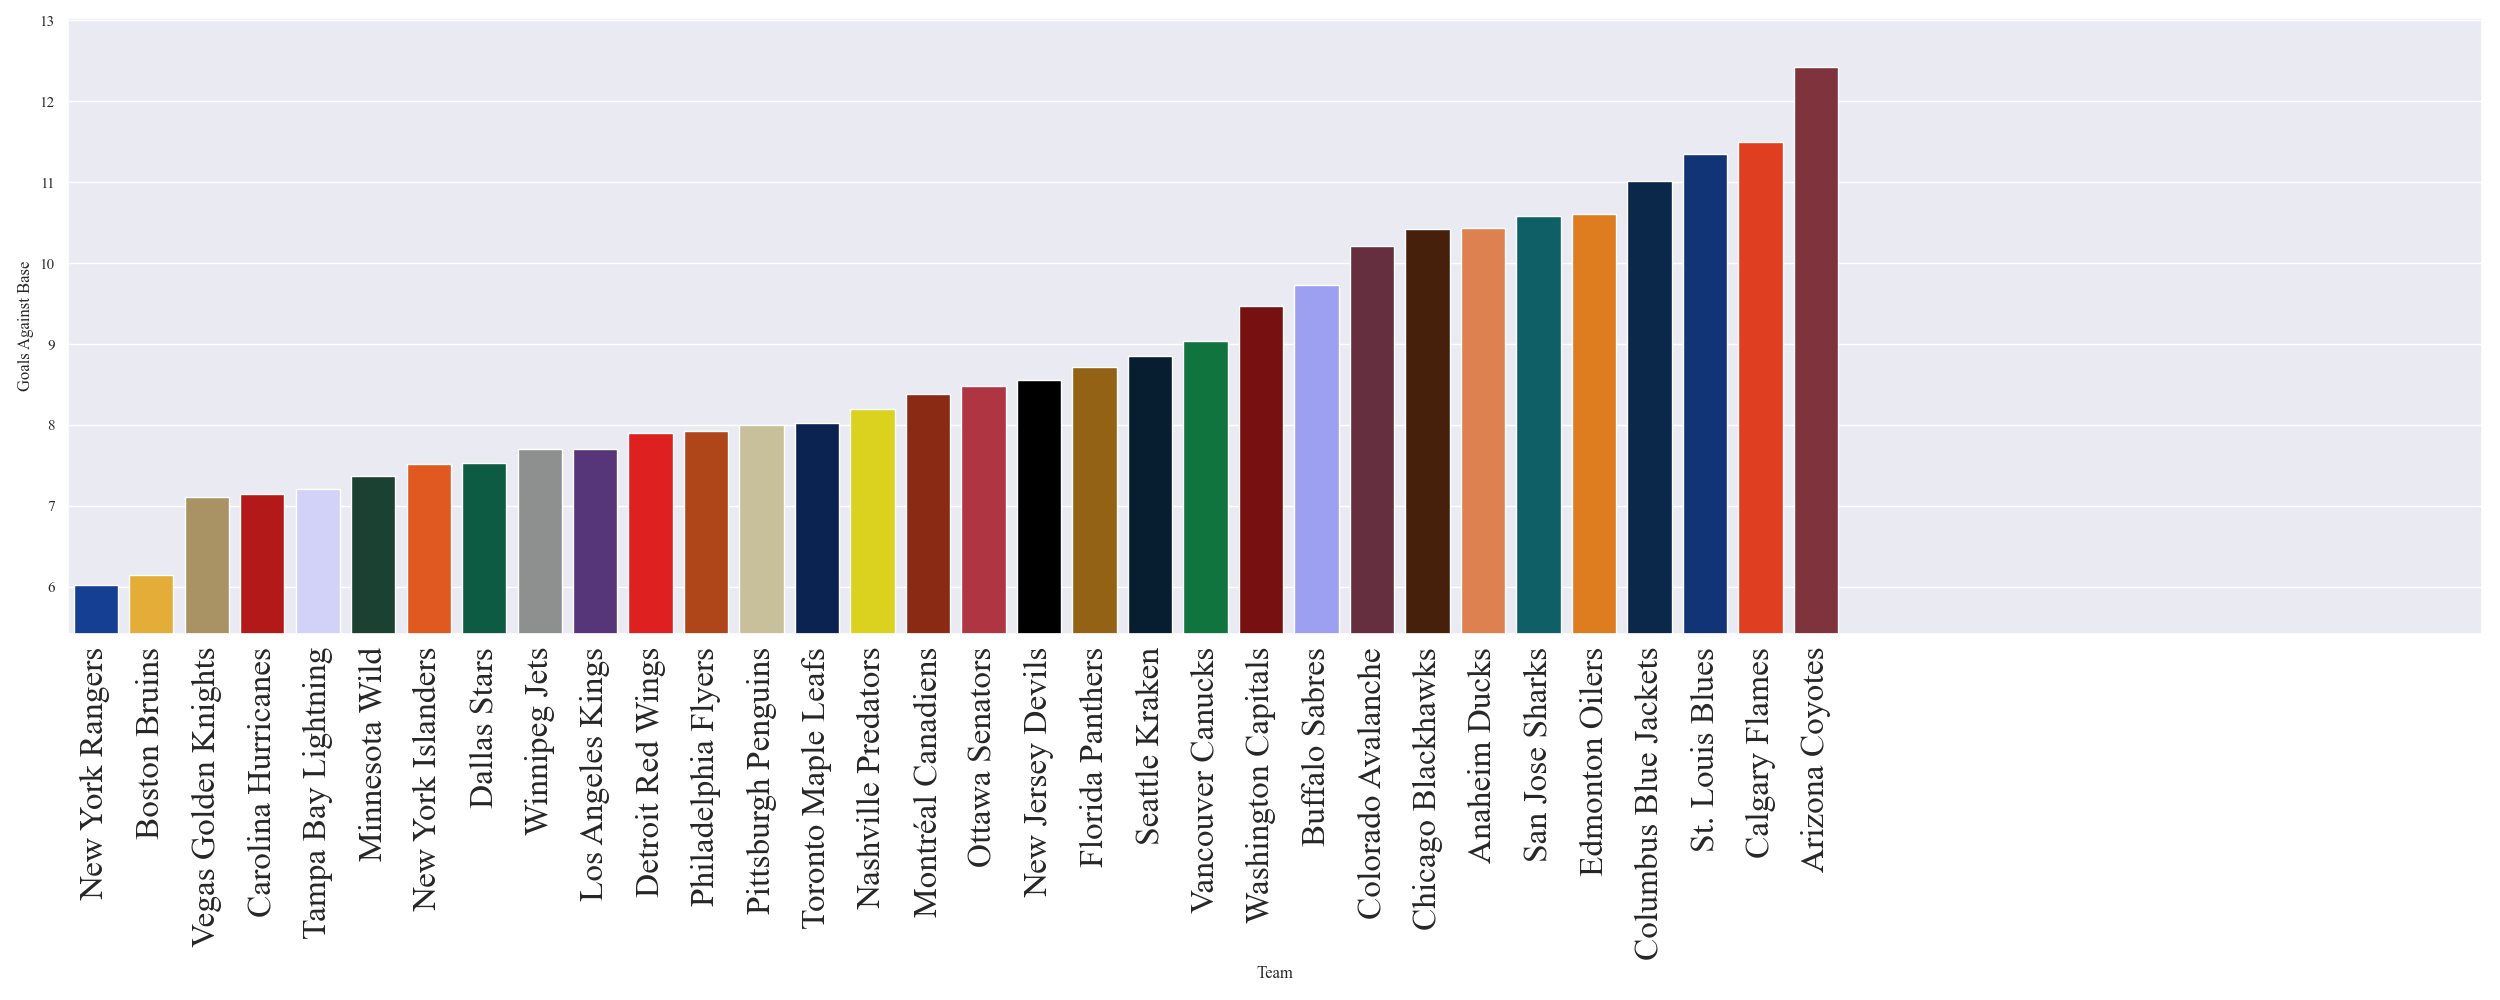 13
12
11
10
9
8
7
6
Goals Against Base
New York Rangers
Boston Bruins
Vegas Golden Knights
Carolina Hurricanes
Tampa Bay Lightning
Minnesota Wild
New York Islanders
Dallas Stars
Winnipeg Jets
Los Angeles Kings
Detroit Red Wings
Philadelphia Flyers
Pittsburgh Penguins
Toronto Maple Leafs
Nashville Predators
Montréal Canadiens
Ottawa Senators
New Jersey Devils
Florida Panthers
Seattle Kraken
Vancouver Canucks
Washington Capitals
Buffalo Sabres
Colorado Avalanche
Chicago Blackhawks
Anaheim Ducks
San Jose Sharks
Edmonton Oilers
Columbus Blue Jackets
St. Louis Blues
Calgary Flames
Arizona Coyotes
Team